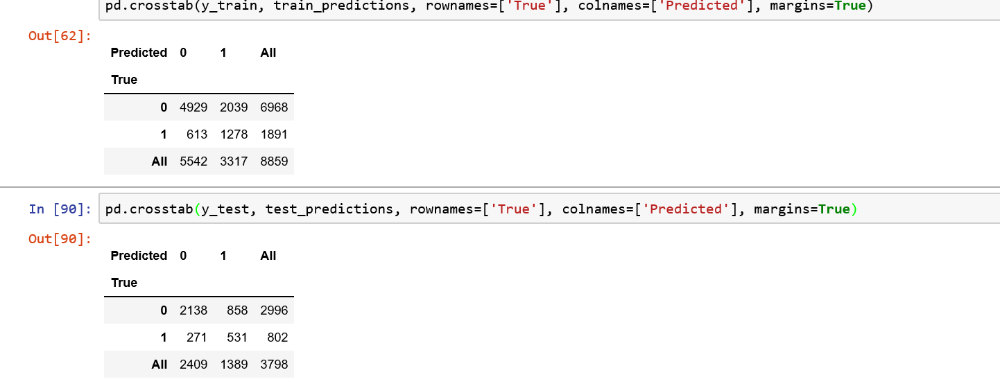 pd.crosstab(y_train, train_predictions, rownames=['True'], colnames=['Predicted'], margins=True)
Out[62]:
Predicted 0 1 All
True
0 4929 2039 6968
1 613 1278 1891
All 5542 3317 8859
In [90]: pd.crosstab(y_test, test_predictions, rownames=['True'], colnames=['Predicted'], margins=True)
Out[90]:
Predicted 0 1 All
True
0 2138 858 2996
1 271 531 802
All 2409 1389 3798